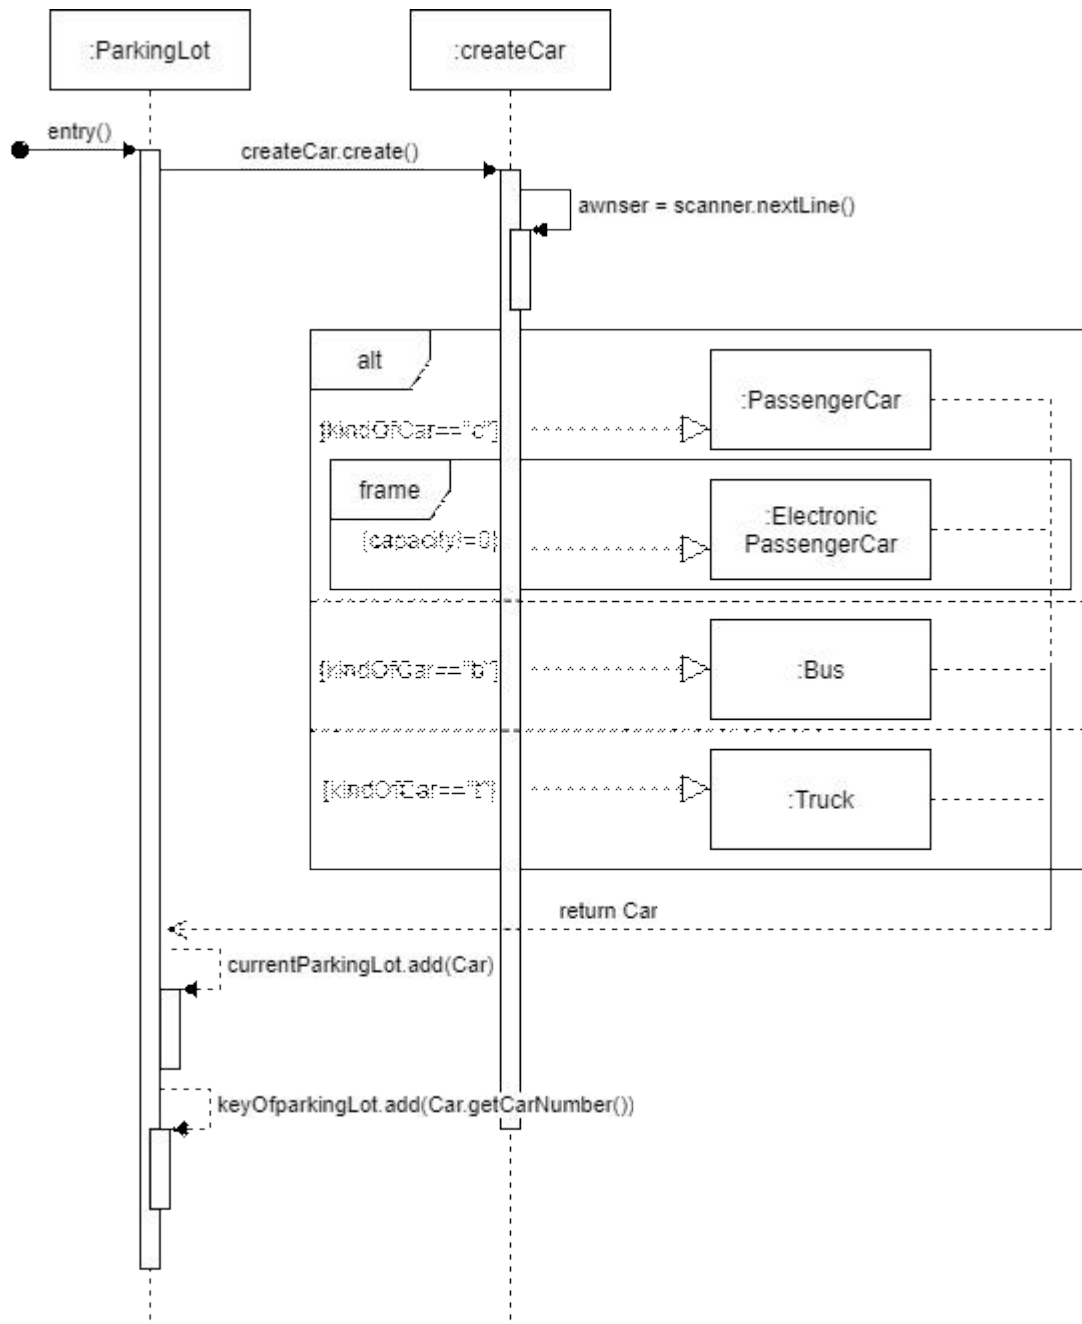 :ParkingLot
:createCar
entry()
createCar.create()
awnser = scanner.nextLine()
alt
:PassengerCar
[kindOfCar=="c"]
frame
:Electronic
PassengerCar
[capacity!=0]
[kindOfCar=="b"]
:Bus
[kindOfCar=="t"]
:Truck
return Car
currentParkingLot.add(Car)
keyOfparkingLot.add(Car.getCarNumber())